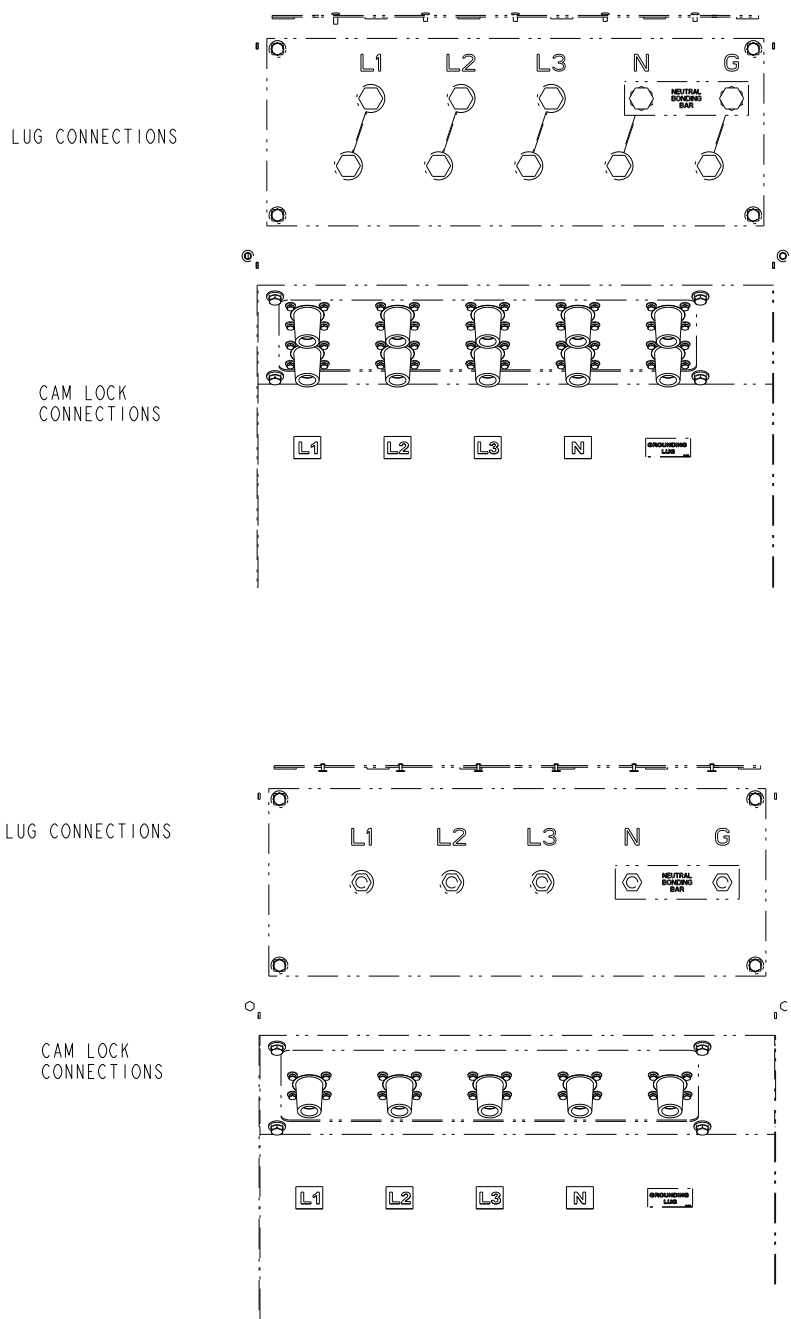 L1 L2 L3 N G
NEUTRAL
BONDING
BAR
LUG CONNECTIONS
CAM LOCK
CONNECTIONS
L1 L2 L3 N GROUNDING
LUG
LUG CONNECTIONS
L1 L2 L3 N G
NEUTRAL
BONDING
BAR
CAM LOCK
CONNECTIONS
L1 L2 L3 N GROUNDING
LUG